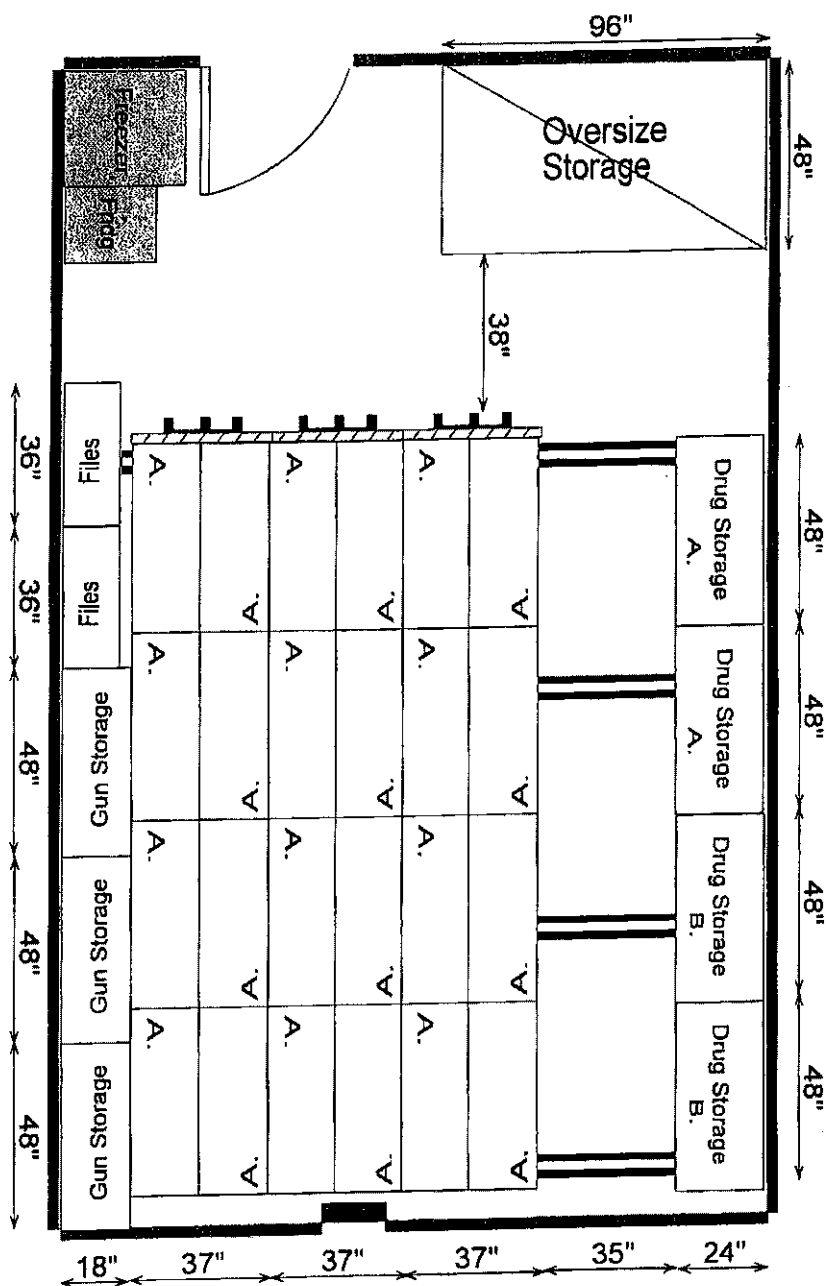 96"
Oversize
Storage
48"
Freezer
Fridg
38"
36"
Files
A.
A.
A.
A.
A.
A.
Drug Storage
A.
48"
36"
Files
A.
A.
A.
A.
A.
A.
Drug Storage
A.
48"
48"
Gun Storage
A.
A.
A.
A.
A.
A.
Drug Storage
B.
48"
48"
Gun Storage
A.
A.
A.
A.
A.
A.
Drug Storage
B.
48"
48"
Gun Storage
18"
37"
37"
37"
35"
24"